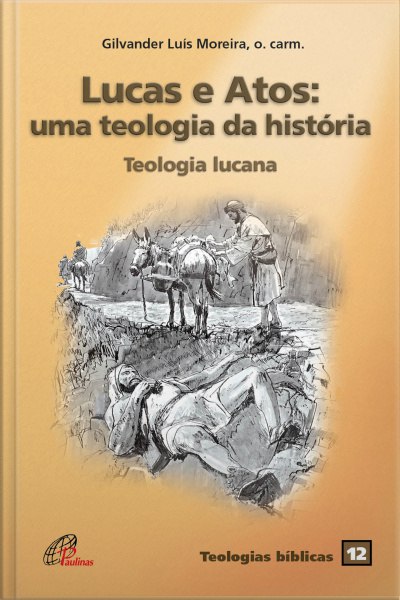 Gilvander Luís Moreira, o. carm.
Lucas e Atos:
uma teologia da história
Teologia lucana
Paulinas
Teologias bíblicas 12